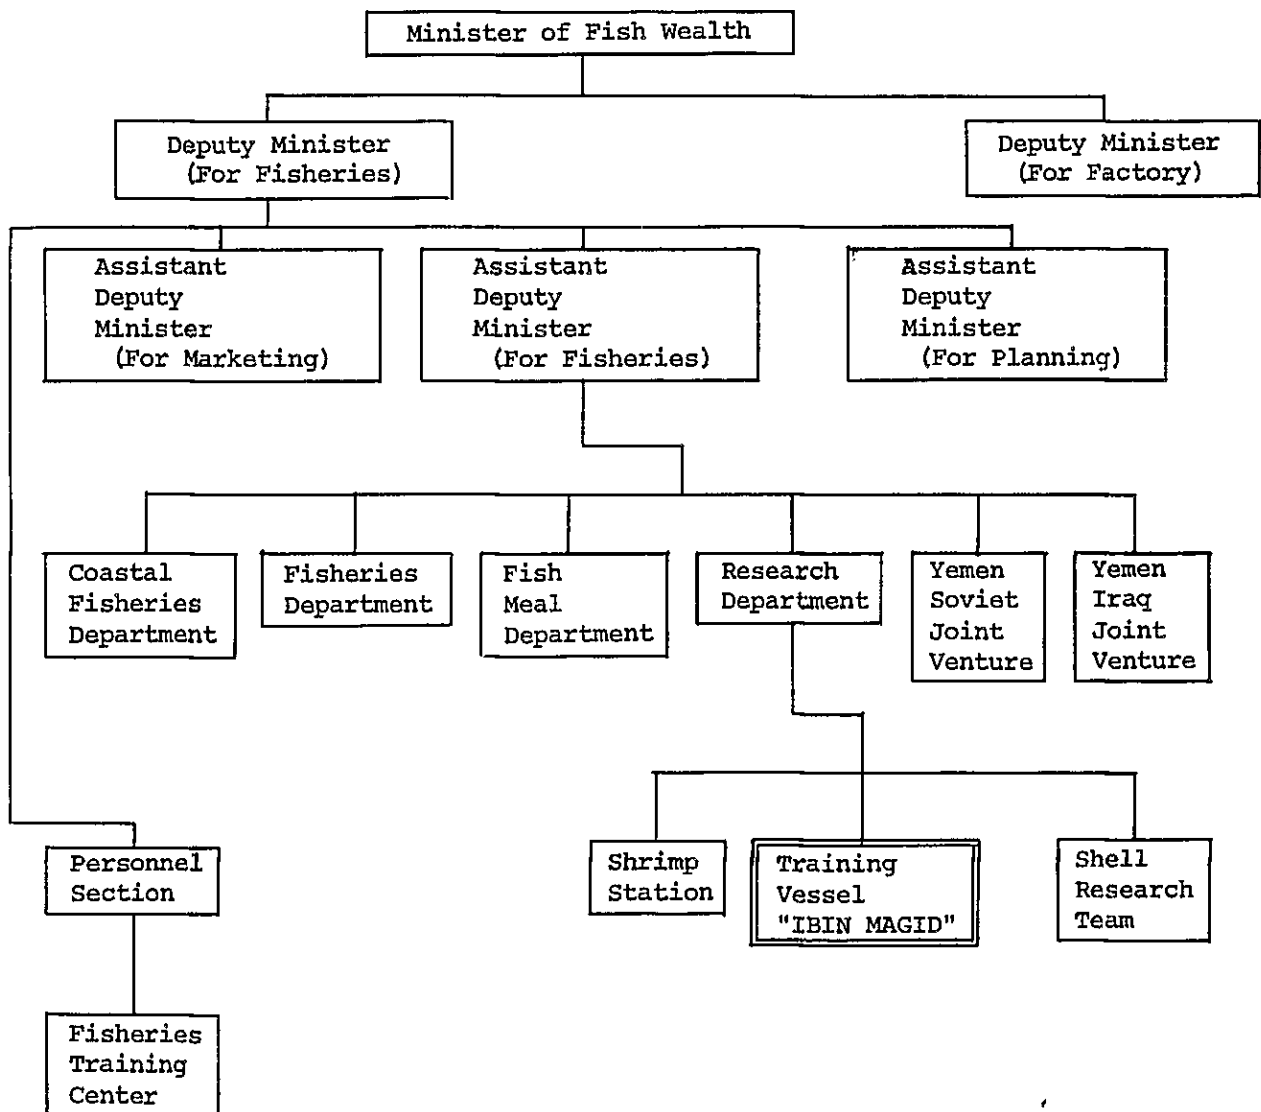 Minister of Fish Wealth
Deputy Minister
(For Fisheries)
Deputy Minister
(For Factory)
Assistant
Deputy
Minister
(For Marketing)
Assistant
Deputy
Minister
(For Fisheries)
Assistant
Deputy
Minister
(For Planning)
Coastal
Fisheries
Department
Fisheries
Department
Fish
Meal
Department
Research
Department
Yemen
Soviet
Joint
Venture
Yemen
Iraq
Joint
Venture
Personnel
Section
Shrimp
Station
Training
Vessel
"IBIN MAGID"
Shell
Research
Team
Fisheries
Training
Center